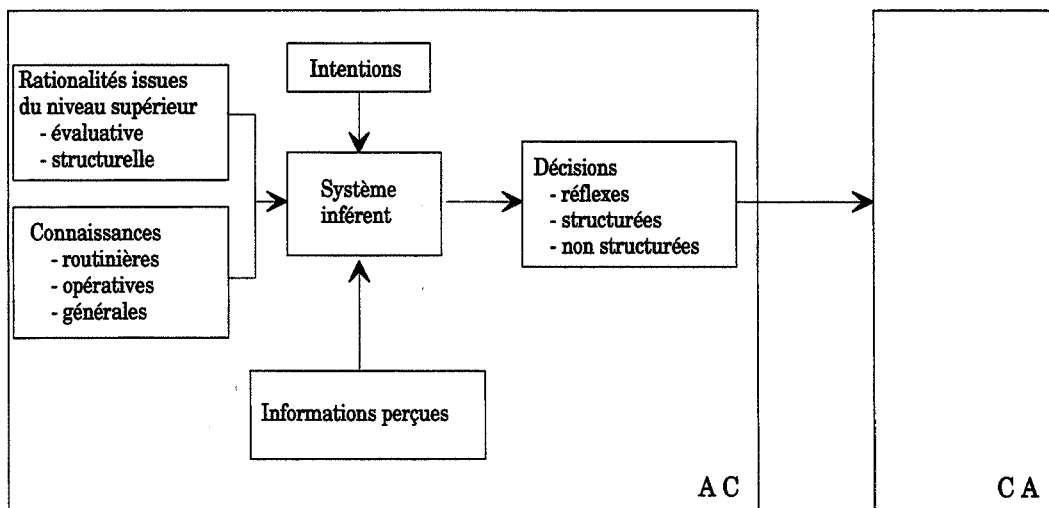 Rationalités issues
du niveau supérieur
- évaluative
- structurelle
Connaissances
- routinières
- opératives
- générales
Intentions
Système
inférent
Informations perçues
Décisions
- réflexes
- structurées
- non structurées
A C
C A